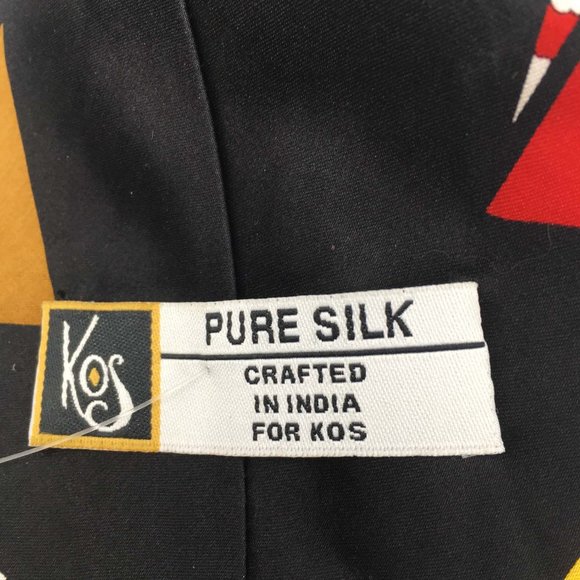 Kos
PURE SILK
CRAFTED
IN INDIA
FOR KOS